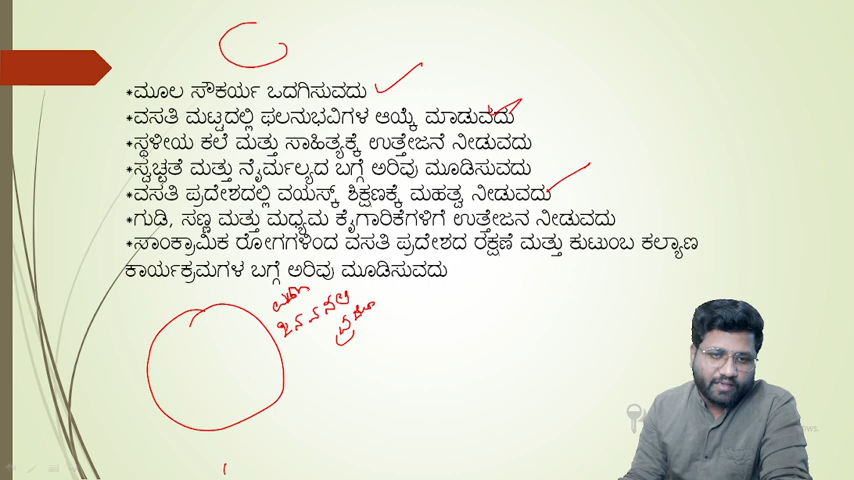 *ಮೂಲ ಸೌಕರ್ಯ ಒದಗಿಸುವದು
*ವಸತಿ ಮಟ್ಟದಲ್ಲಿ ಫಲನುಭವಿಗಳ ಆಯ್ಕೆ ಮಾಡುವದು
*ಸ್ಥಳೀಯ ಕಲೆ ಮತ್ತು ಸಾಹಿತ್ಯಕ್ಕೆ ಉತ್ತೇಜನೆ ನೀಡುವದು
*ಸ್ವಚ್ಛತೆ ಮತ್ತು ನೈರ್ಮಲ್ಯದ ಬಗ್ಗೆ ಅರಿವು ಮೂಡಿಸುವದು
*ವಸತಿ ಪ್ರದೇಶದಲ್ಲಿ ವಯಸ್ಕ್ ಶಿಕ್ಷಣಕ್ಕೆ ಮಹತ್ವ ನೀಡುವದು
*ಗುಡಿ, ಸಣ್ಣ ಮತ್ತು ಮಧ್ಯಮ ಕೈಗಾರಿಕೆಗಳಿಗೆ ಉತ್ತೇಜನ ನೀಡುವದು
*ಸಾಂಕ್ರಾಮಿಕ ರೋಗಗಳಿಂದ ವಸತಿ ಪ್ರದೇಶದ ರಕ್ಷಣೆ ಮತ್ತು ಕುಟುಂಬ ಕಲ್ಯಾಣ
ಕಾರ್ಯಕ್ರಮಗಳ ಬಗ್ಗೆ ಅರಿವು ಮೂಡಿಸುವದು